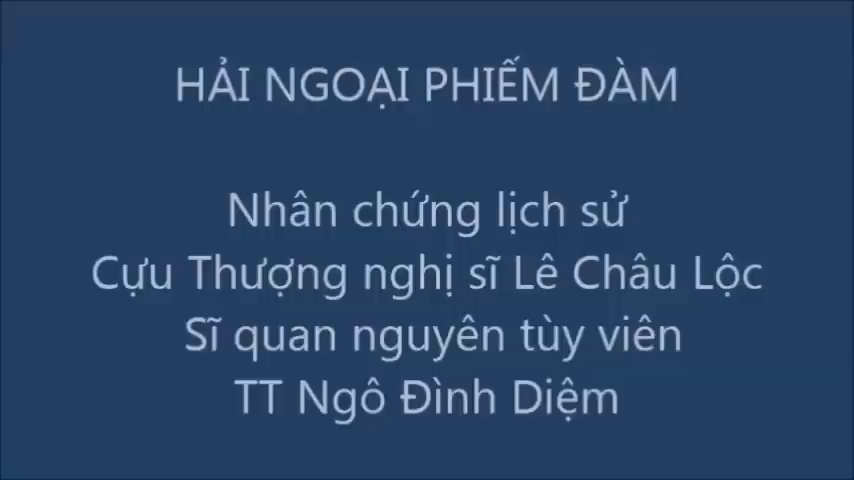 HẢI NGOẠI PHIẾM ĐÀM
Nhân chứng lịch sử
Cựu Thượng nghị sĩ Lê Châu Lộc
Sĩ quan nguyên tùy viên
TT Ngô Đình Diệm